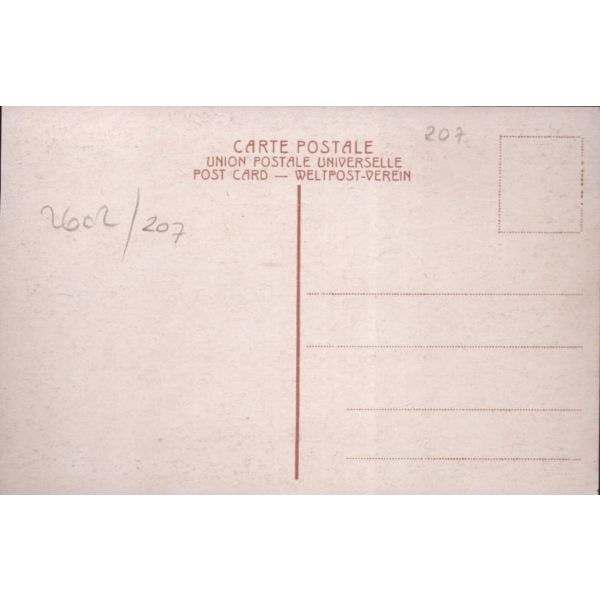 207
CARTE POSTALE
UNION POSTALE UNIVERSELLE
POST CARD — WELTPOST-VEREIN
2602/207